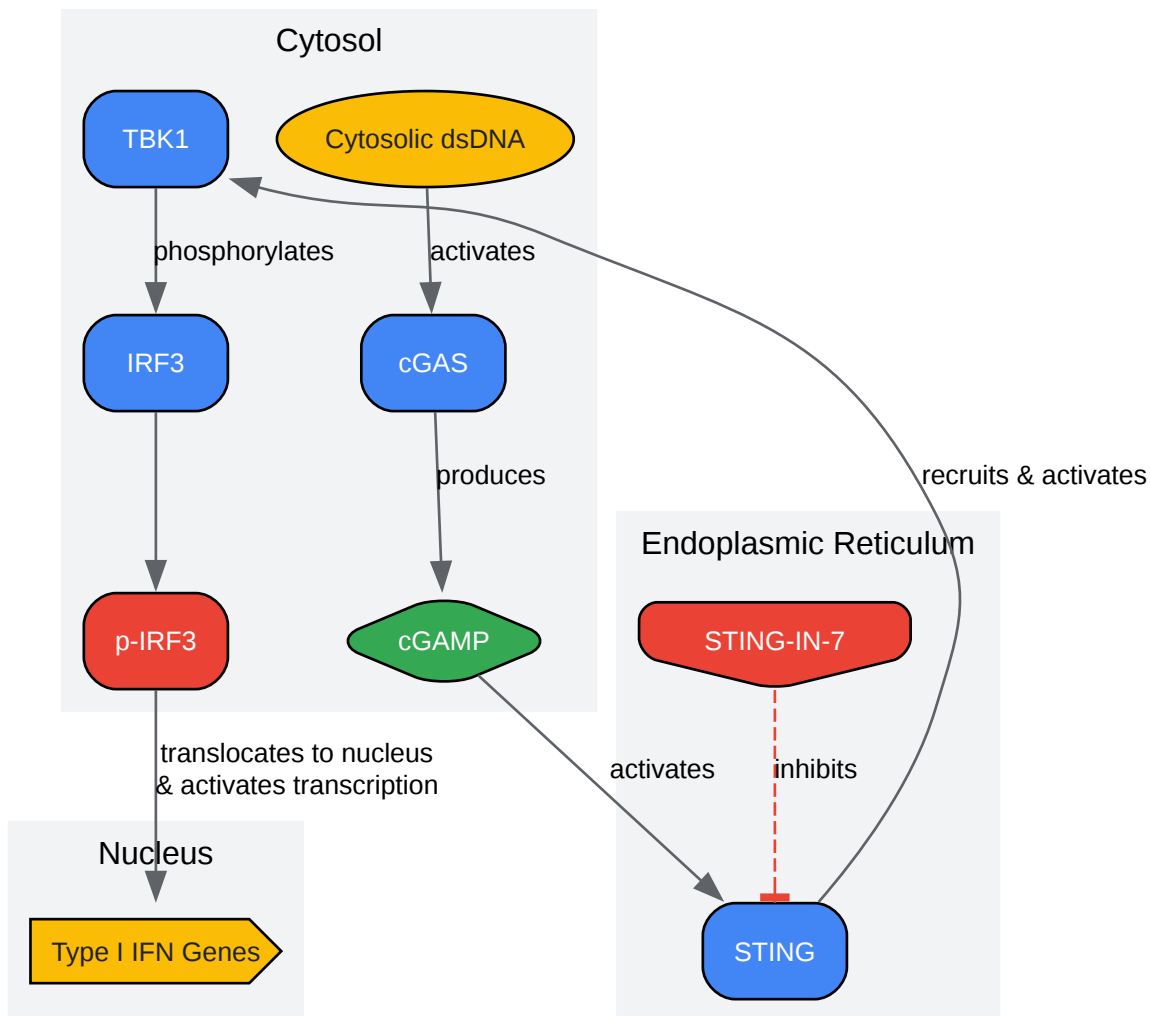 Cytosol
TBK1
Cytosolic dsDNA
phosphorylates
activates
IRF3
cGAS
produces
recruits & activates
Endoplasmic Reticulum
p-IRF3
cGAMP
STING-IN-7
translocates to nucleus
& activates transcription
activates
inhibits
Nucleus
Type I IFN Genes
STING